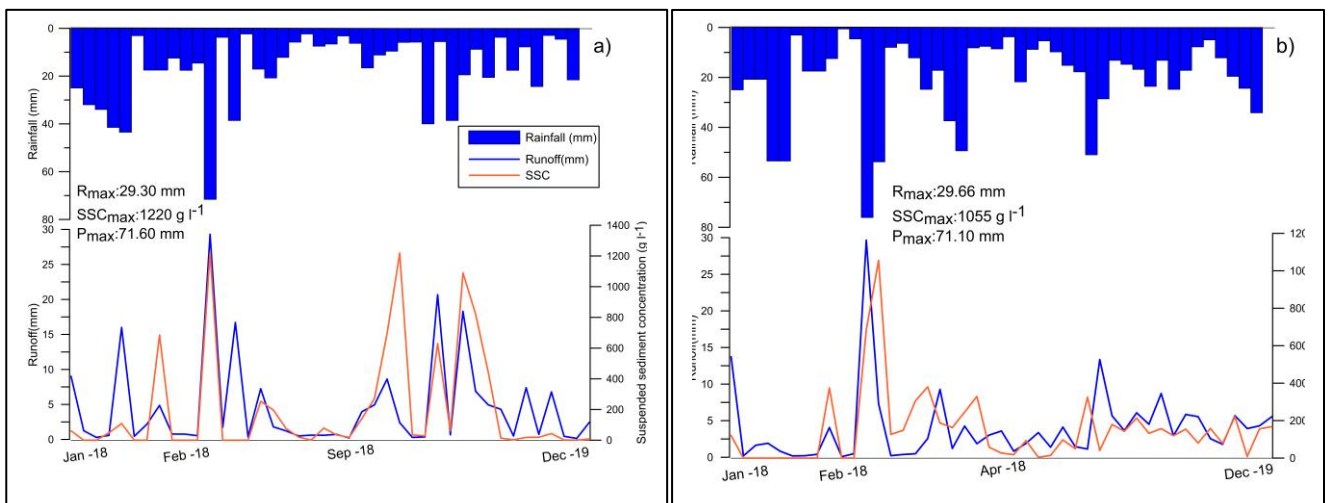 0
20
40
60
80
Rainfall (mm)
a)
Rainfall (mm)
Runoff(mm)
SSC
Rmax:29.30 mm
SSCmax:1220 g l-1
Pmax:71.60 mm
30
25
20
15
10
5
0
Runoff(mm)
1400
1200
1000
800
600
400
200
0
Suspended sediment concentration (g l-1)
Jan -18
Feb -18
Sep -18
Dec -19
0
20
40
60
80
b)
Rmax:29.66 mm
SSCmax:1055 g l-1
Pmax:71.10 mm
30
25
20
15
10
5
0
800
600
400
200
Jan -18
Feb -18
Apr -18
Dec -19